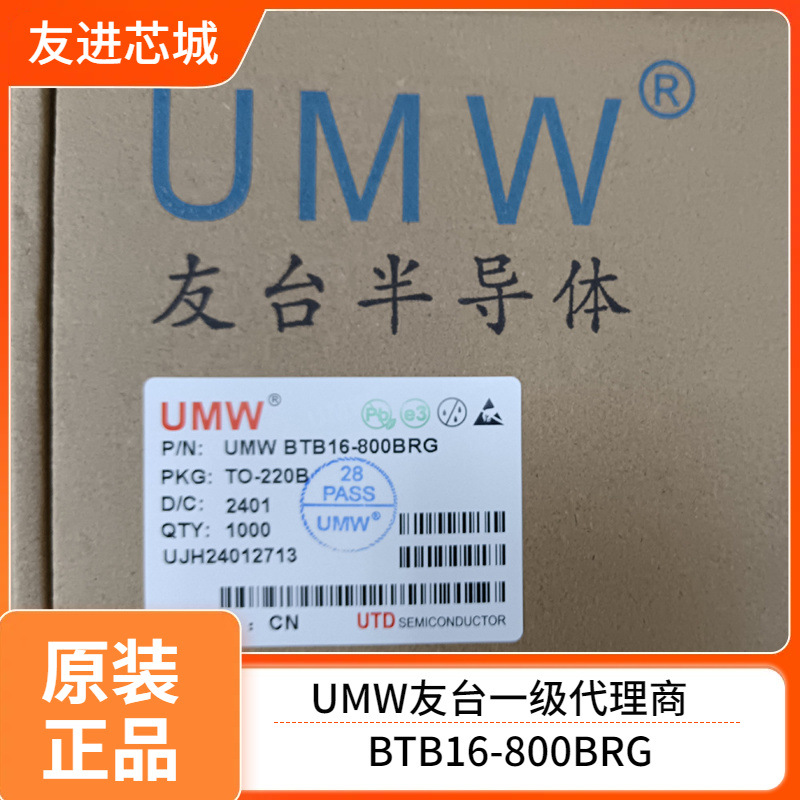 友进芯城
UMW®
友台半导体
UMW®
Pb e3
P/N: UMW BTB16-800BRG
PKG: TO-220B
28
PASS
UMW®
D/C: 2401
QTY: 1000
UJH24012713
: CN
UTD SEMICONDUCTOR
原装
正品
UMW友台一级代理商
BTB16-800BRG